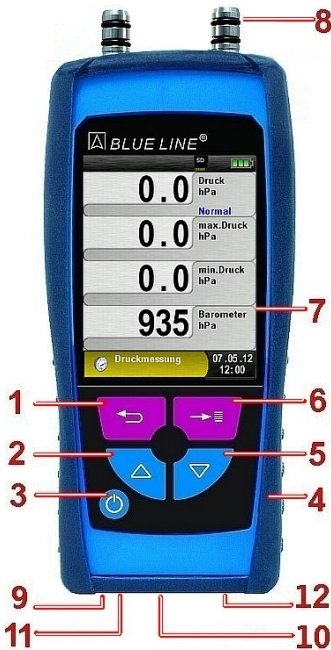 8
BLUE LINE®
SD
0.0 Druck hPa
Normal
0.0 max.Druck hPa
0.0 min.Druck hPa
935 Barometer hPa
7
Druckmessung 07.05.12 12:00
1
6
2
5
3
4
9
12
11
10